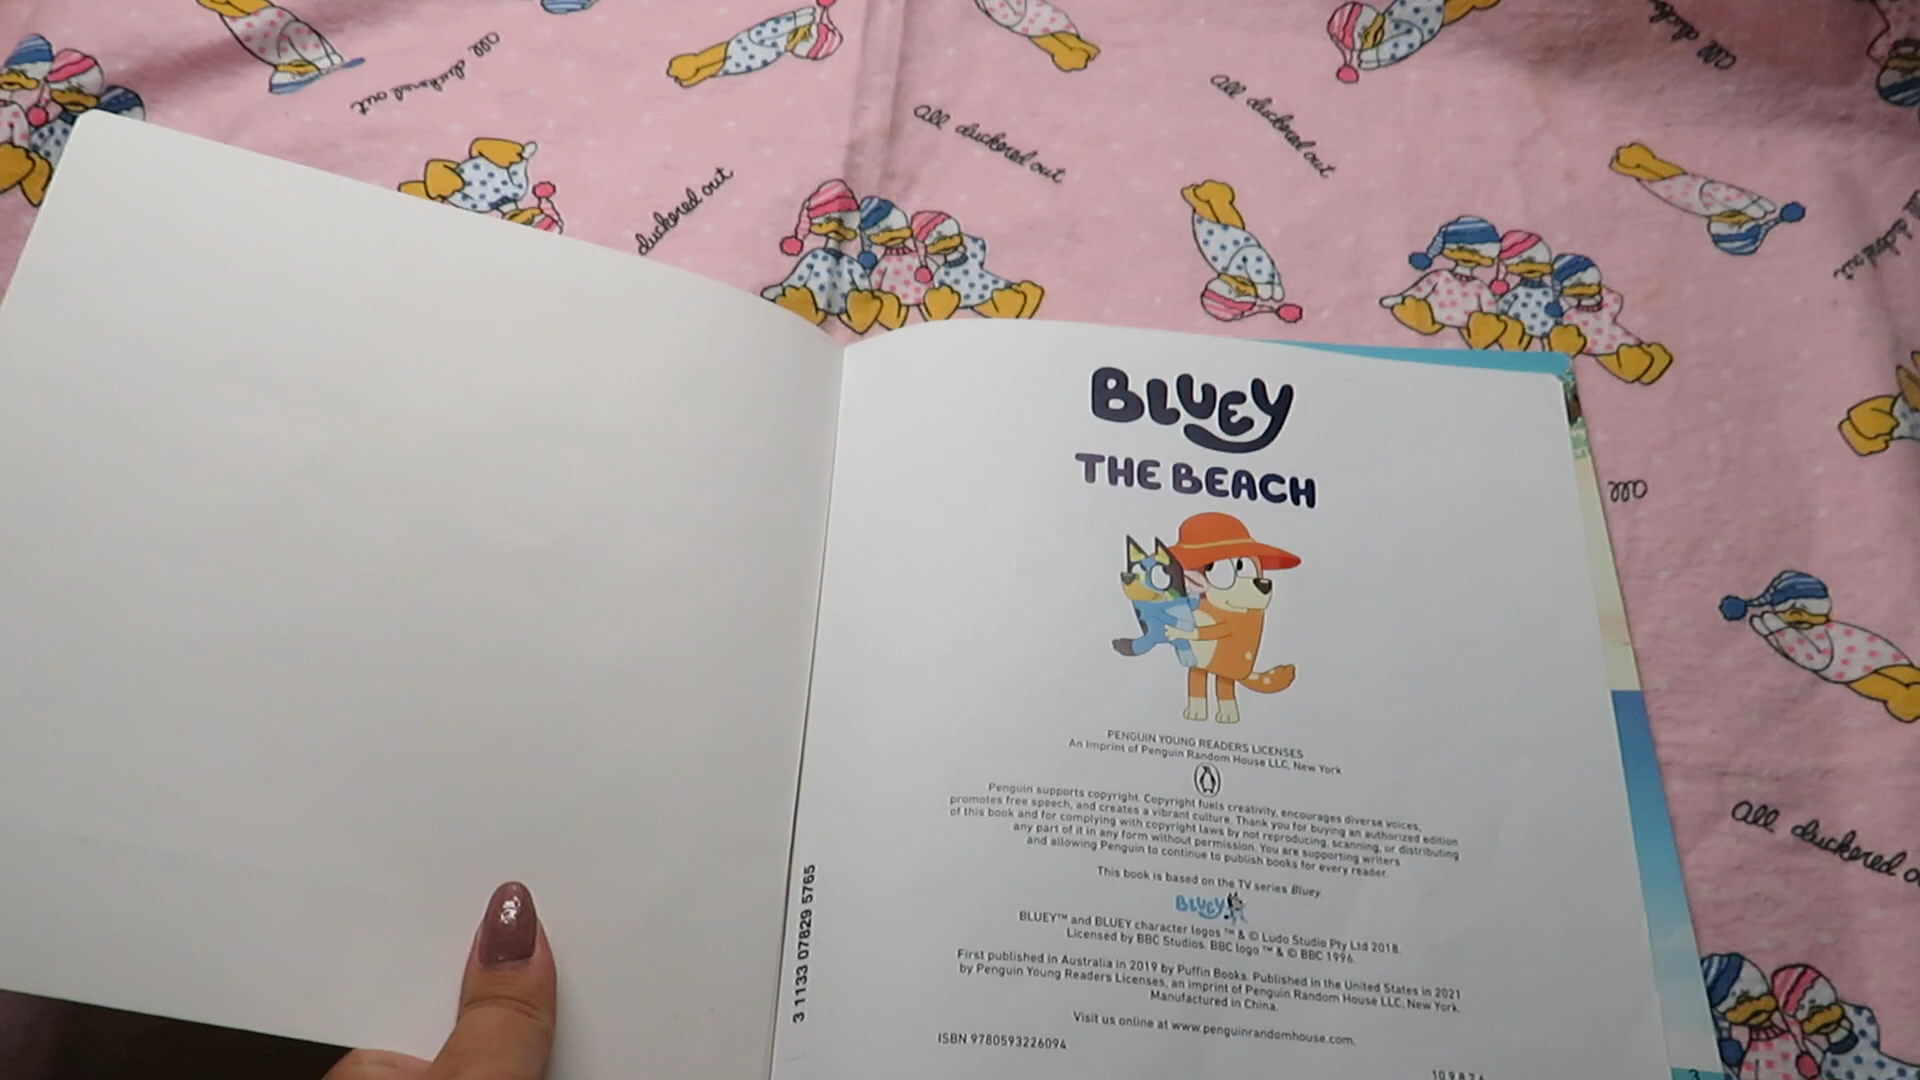 All duckered out
All duckered out
All duckered out
duckered out
all duckered out
all duckered out
All duckered o
BLUEY
THE BEACH
PENGUIN YOUNG READERS LICENSES
An Imprint of Penguin Random House LLC, New York
Penguin supports copyright. Copyright fuels creativity, encourages diverse voices,
promotes free speech, and creates a vibrant culture. Thank you for buying an authorized edition
of this book and for complying with copyright laws by not reproducing, scanning, or distributing
any part of it in any form without permission. You are supporting writers
and allowing Penguin to continue to publish books for every reader.
This book is based on the TV series Bluey.
BLUEY
BLUEY™ and BLUEY character logos ™ & © Ludo Studio Pty Ltd 2018.
Licensed by BBC Studios. BBC logo ™ & © BBC 1996.
First published in Australia in 2019 by Puffin Books. Published in the United States in 2021
by Penguin Young Readers Licenses, an imprint of Penguin Random House LLC, New York.
Manufactured in China.
Visit us online at www.penguinrandomhouse.com.
ISBN 9780593226094
3 1133 07829 5765